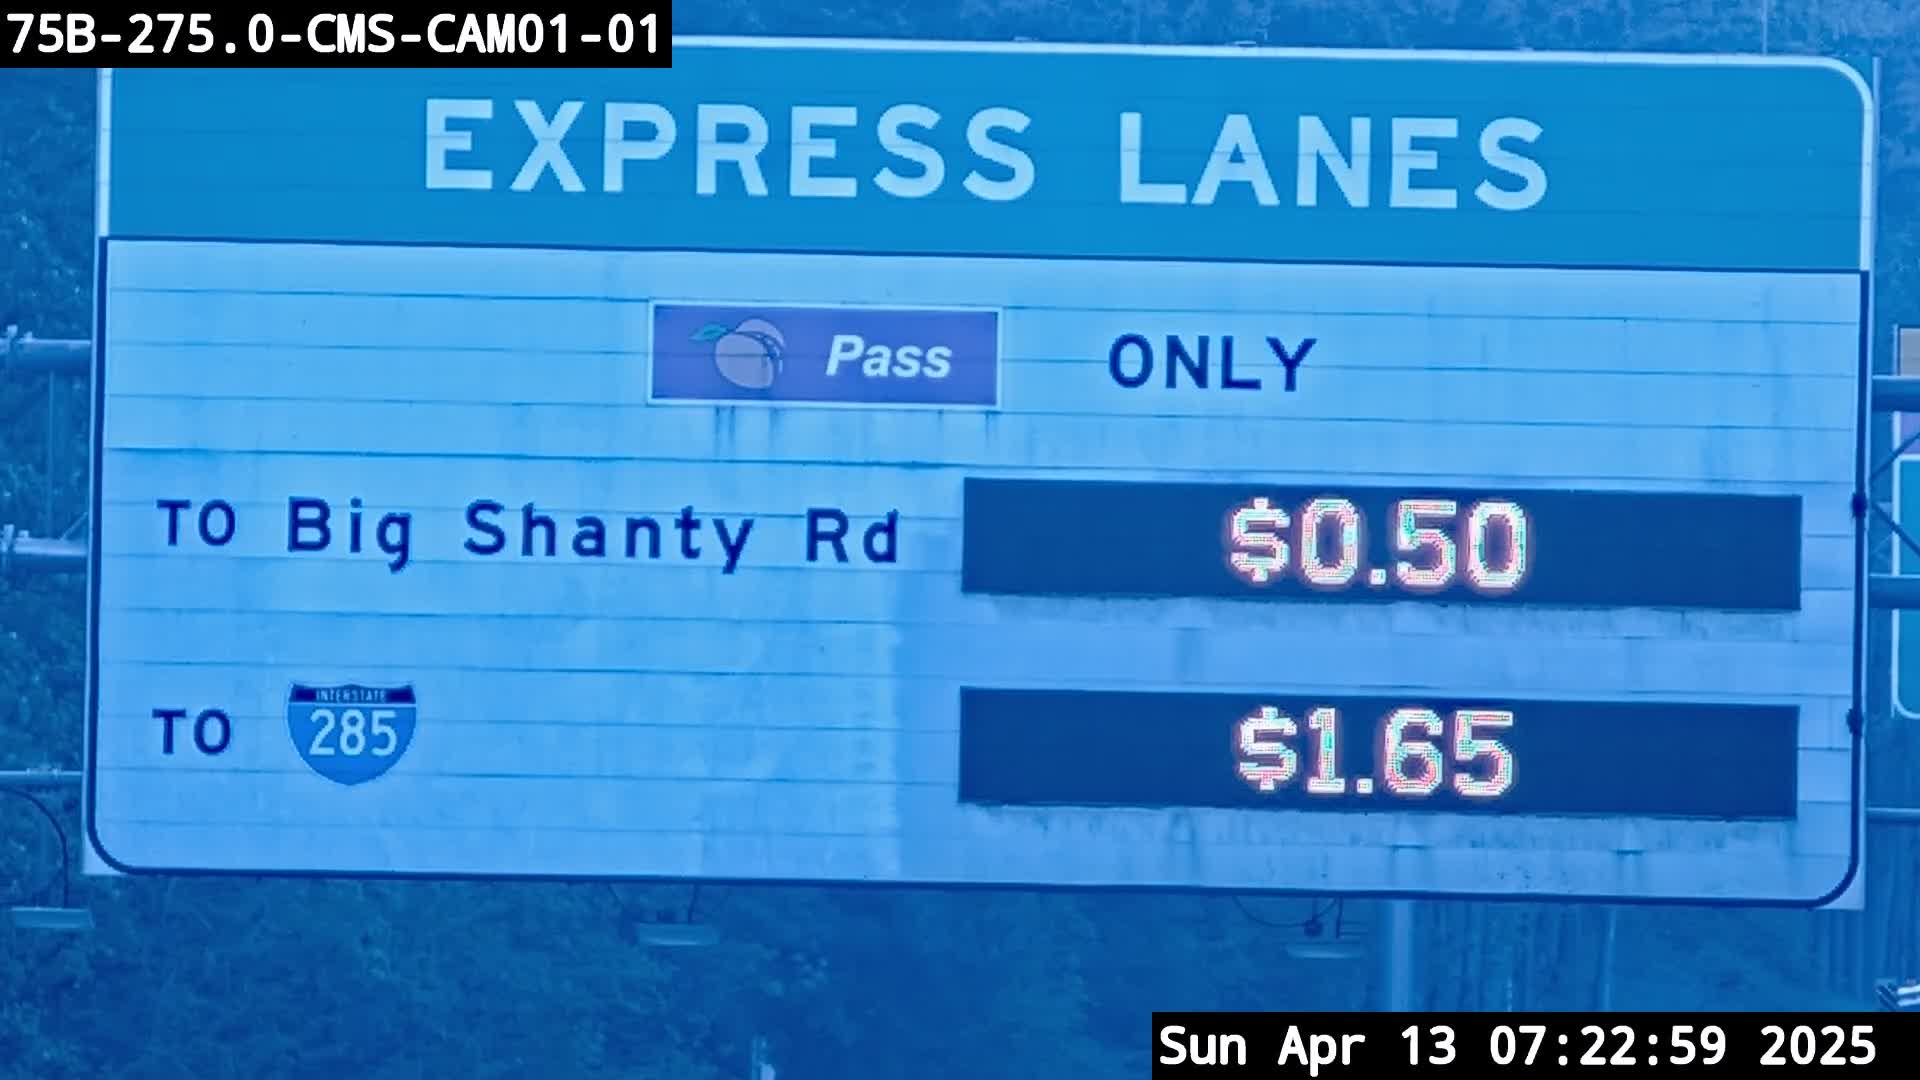 75B-275.0-CMS-CAM01-01
EXPRESS LANES
Pass ONLY
TO Big Shanty Rd $0.50
INTERSTATE
TO 285 $1.65
Sun Apr 13 07:22:59 2025